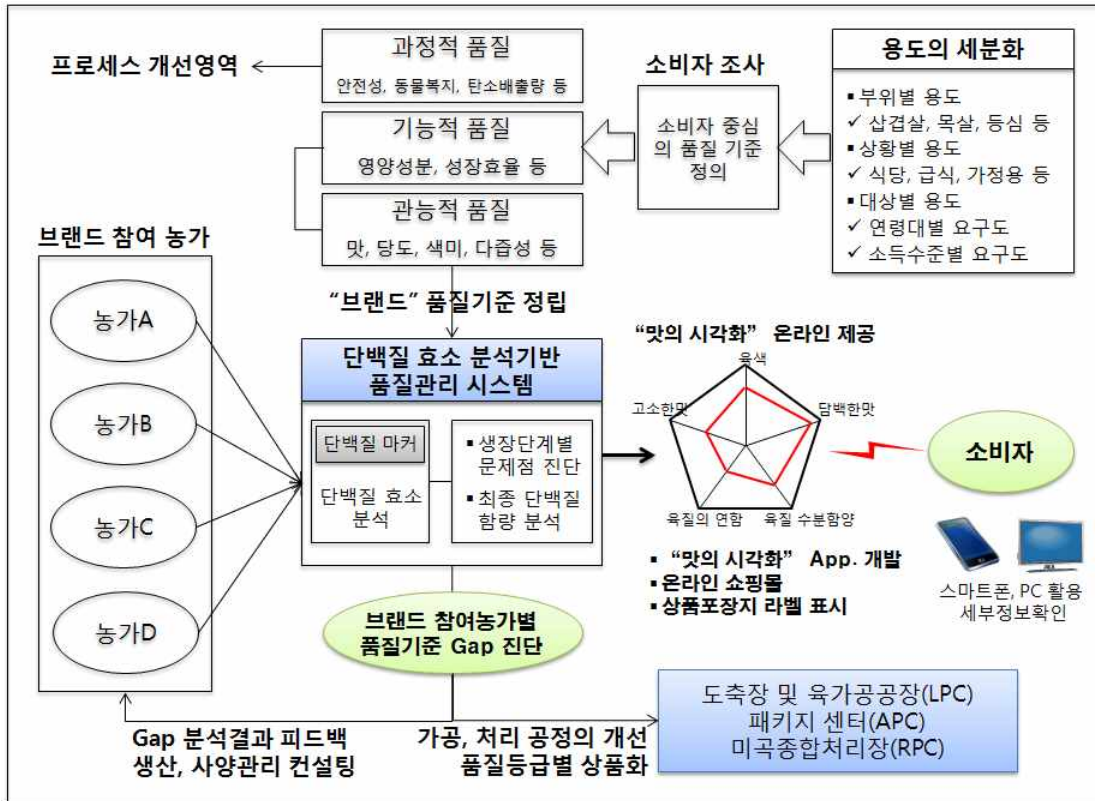 프로세스 개선영역
과정적 품질
안전성, 동물복지, 탄소배출량 등
기능적 품질
영양성분, 성장효율 등
관능적 품질
맛, 당도, 색미, 다즙성 등
소비자 조사
소비자 중심
의 품질 기준
정의
용도의 세분화
▪ 부위별 용도
✓ 삽겹살, 목살, 등심 등
▪ 상황별 용도
✓ 식당, 급식, 가정용 등
▪ 대상별 용도
✓ 연령대별 요구도
✓ 소득수준별 요구도
브랜드 참여 농가
농가A
농가B
농가C
농가D
“브랜드” 품질기준 정립
단백질 효소 분석기반
품질관리 시스템
단백질 마커
단백질 효소
분석
▪ 생장단계별
문제점 진단
▪ 최종 단백질
함량 분석
“맛의 시각화” 온라인 제공
육색
고소한맛
담백한맛
육질의 연함
육질 수분함양
▪ “맛의 시각화” App. 개발
▪ 온라인 쇼핑몰
▪ 상품포장지 라벨 표시
소비자
스마트폰, PC 활용
세부정보확인
브랜드 참여농가별
품질기준 Gap 진단
Gap 분석결과 피드백
생산, 사양관리 컨설팅
가공, 처리 공정의 개선
품질등급별 상품화
도축장 및 육가공공장(LPC)
패키지 센터(APC)
미곡종합처리장(RPC)